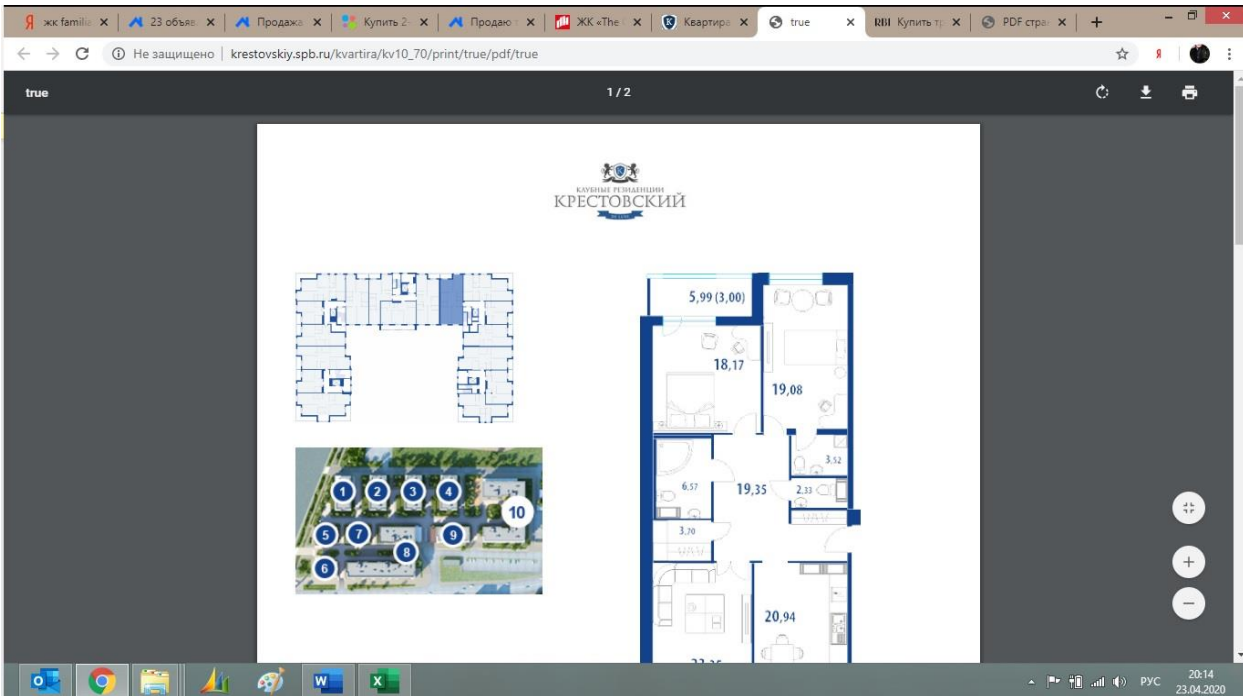 жк familia
23 объяв
Продажа
Купить 2-
Продаю
ЖК «The
Квартира
true
RBI Купить тр
PDF стра
Не защищено | krestovskiy.spb.ru/kvartira/kv10_70/print/true/pdf/true
true
1 / 2
КЛУБНЫЕ РЕЗИДЕНЦИИ
КРЕСТОВСКИЙ
5,99 (3,00)
18,17
19,08
3,52
6,57
19,35
2,33
3,70
20,94
1 2 3 4
10
5 7 9
8
6
РУС
20:14
23.04.2020